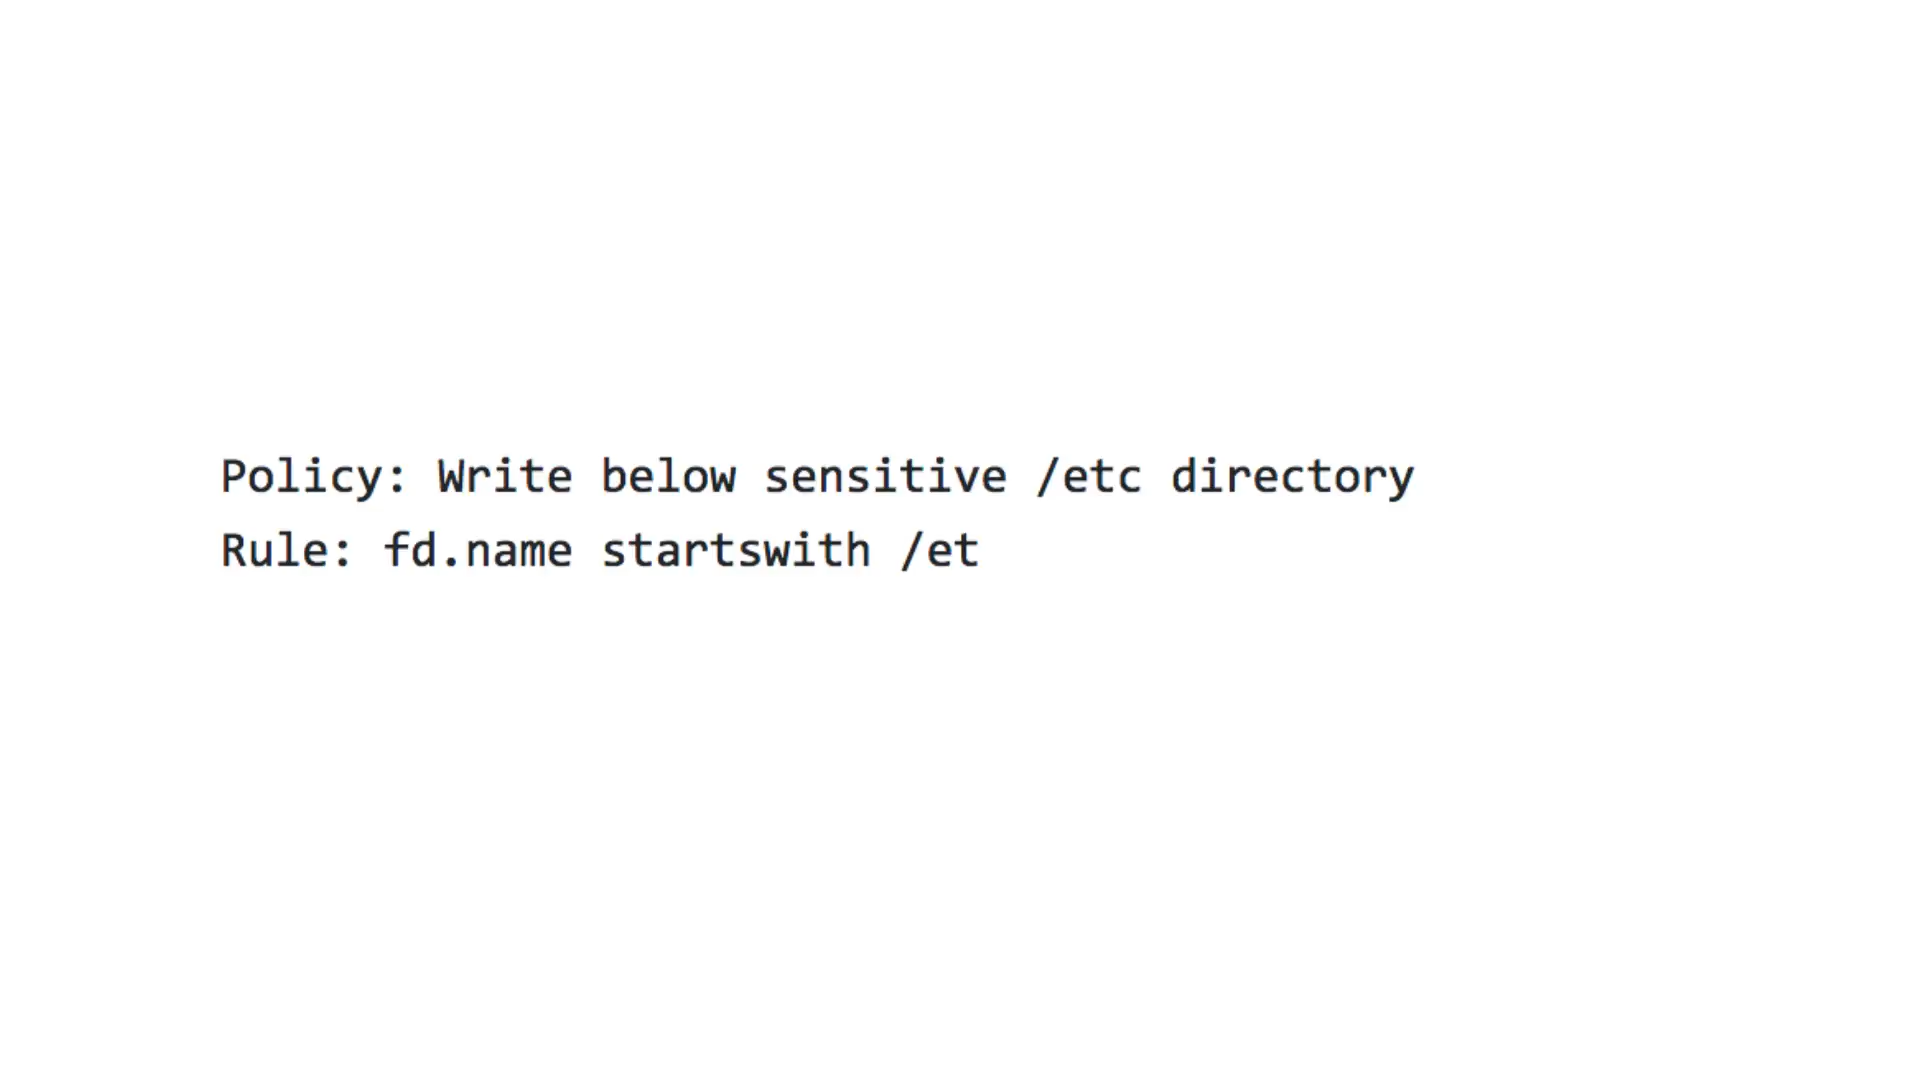 Policy: Write below sensitive /etc directory
Rule: fd.name startswith /et